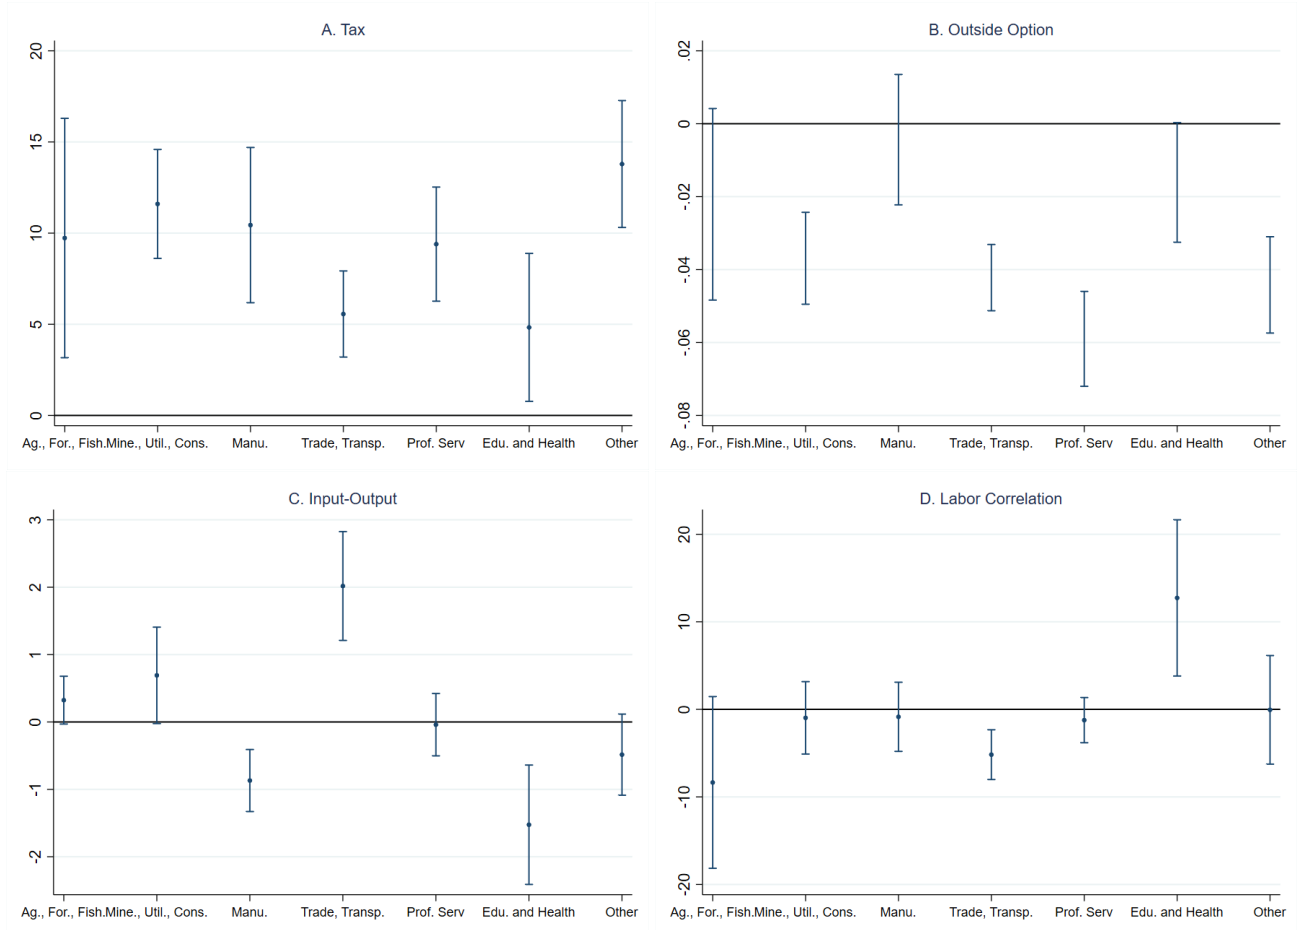 A. Tax
20
15
10
5
0
Ag., For., Fish.Mine., Util., Cons. Manu. Trade, Transp. Prof. Serv Edu. and Health Other
B. Outside Option
.02
0
-.02
-.04
-.06
-.08
Ag., For., Fish.Mine., Util., Cons. Manu. Trade, Transp. Prof. Serv Edu. and Health Other
C. Input-Output
3
2
1
0
-1
-2
Ag., For., Fish.Mine., Util., Cons. Manu. Trade, Transp. Prof. Serv Edu. and Health Other
D. Labor Correlation
20
10
0
-10
-20
Ag., For., Fish.Mine., Util., Cons. Manu. Trade, Transp. Prof. Serv Edu. and Health Other